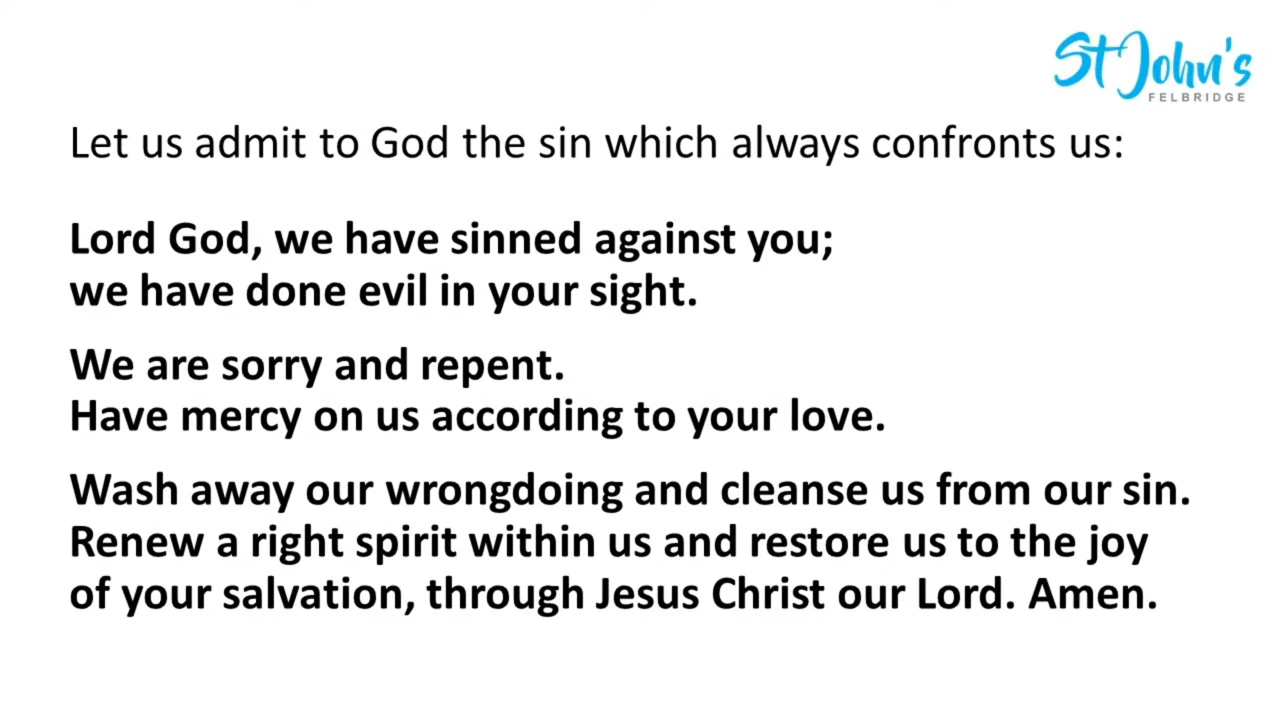 St John's
FELBRIDGE
Let us admit to God the sin which always confronts us:
Lord God, we have sinned against you;
we have done evil in your sight.
We are sorry and repent.
Have mercy on us according to your love.
Wash away our wrongdoing and cleanse us from our sin.
Renew a right spirit within us and restore us to the joy
of your salvation, through Jesus Christ our Lord. Amen.